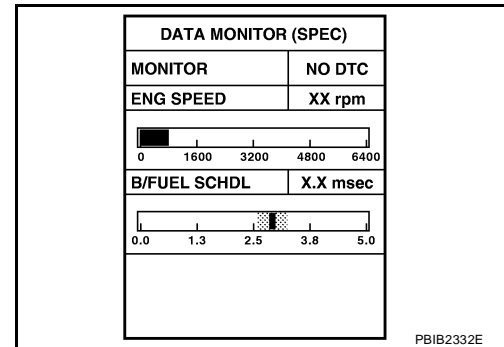 DATA MONITOR (SPEC)
MONITOR NO DTC
ENG SPEED XX rpm
0 1600 3200 4800 6400
B/FUEL SCHDL X.X msec
0.0 1.3 2.5 3.8 5.0
PBIB2332E